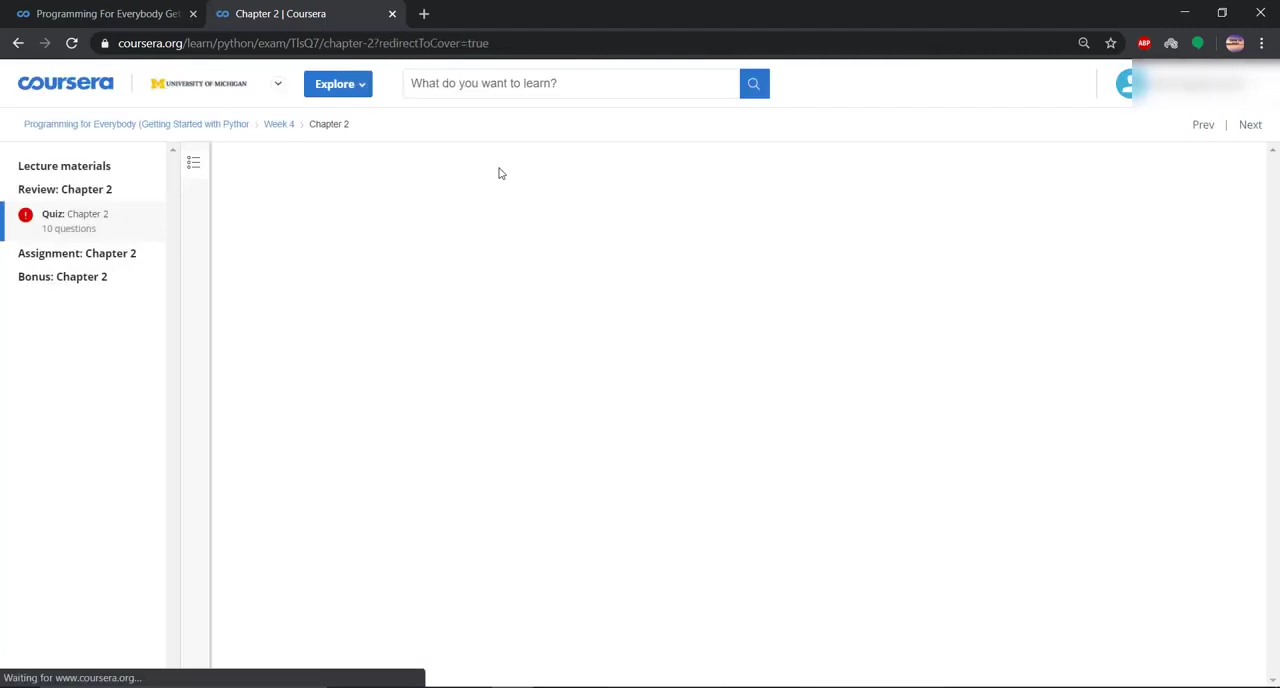 Programming For Everybody Get
Chapter 2 | Coursera
coursera.org/learn/python/exam/TlsQ7/chapter-2?redirectToCover=true
ABP
coursera
M UNIVERSITY OF MICHIGAN
Explore
What do you want to learn?
Programming for Everybody (Getting Started with Python
Week 4
Chapter 2
Prev | Next
Lecture materials
Review: Chapter 2
Quiz: Chapter 2
10 questions
Assignment: Chapter 2
Bonus: Chapter 2
Waiting for www.coursera.org...